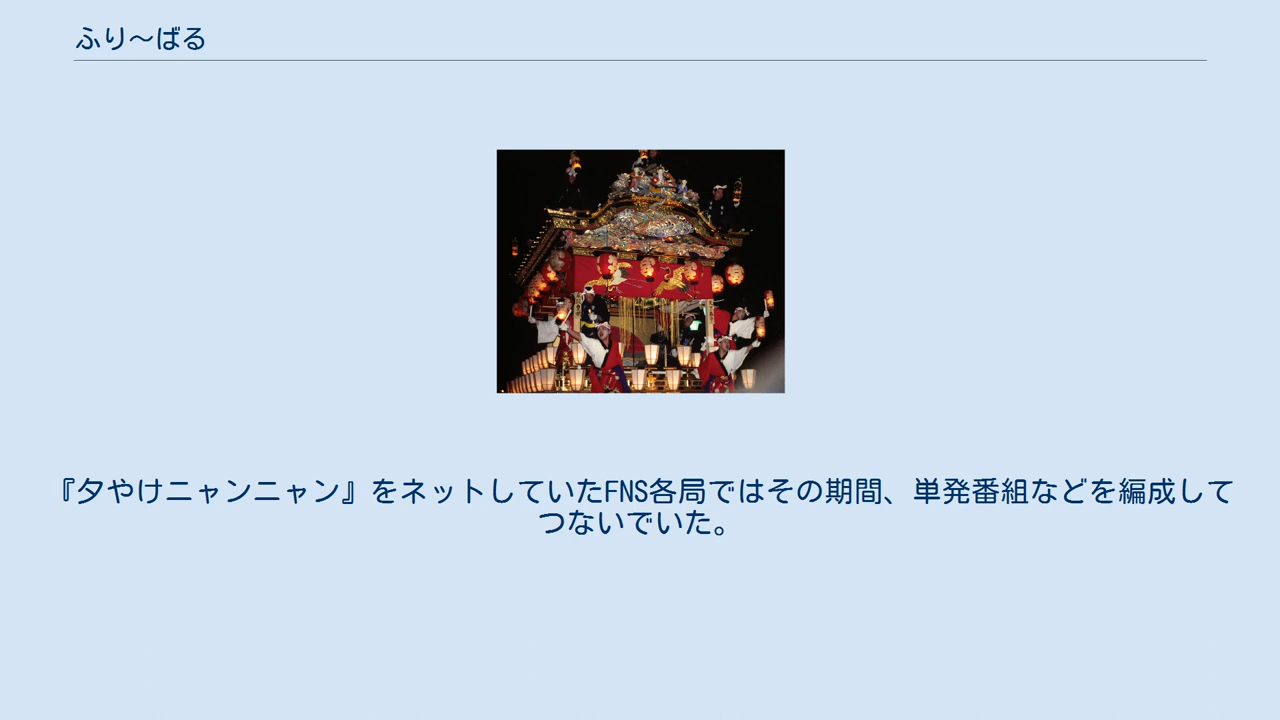 ふり〜ばる
『夕やけニャンニャン』をネットしていたFNS各局ではその期間、単発番組などを編成して
つないでいた。